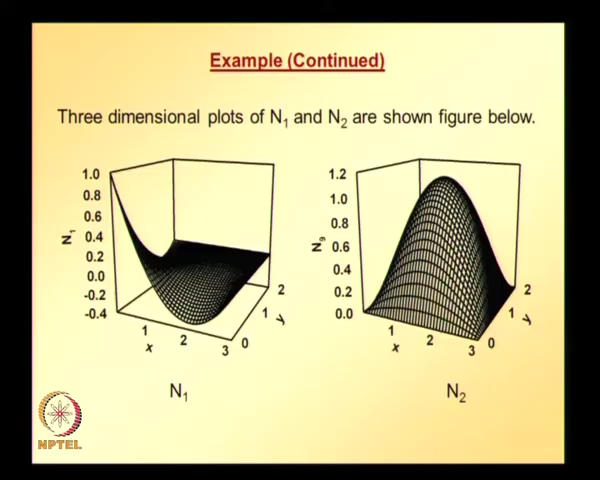 Example (Continued)
Three dimensional plots of N1 and N2 are shown figure below.
1.0
0.8
0.6
0.4
0.2
0.0
-0.2
-0.4
N1
1
2
3
x
0
1
2
y
1.2
1.0
0.8
0.6
0.4
0.2
0.0
N9
1
2
3
x
0
1
2
y
N1
N2
NPTEL